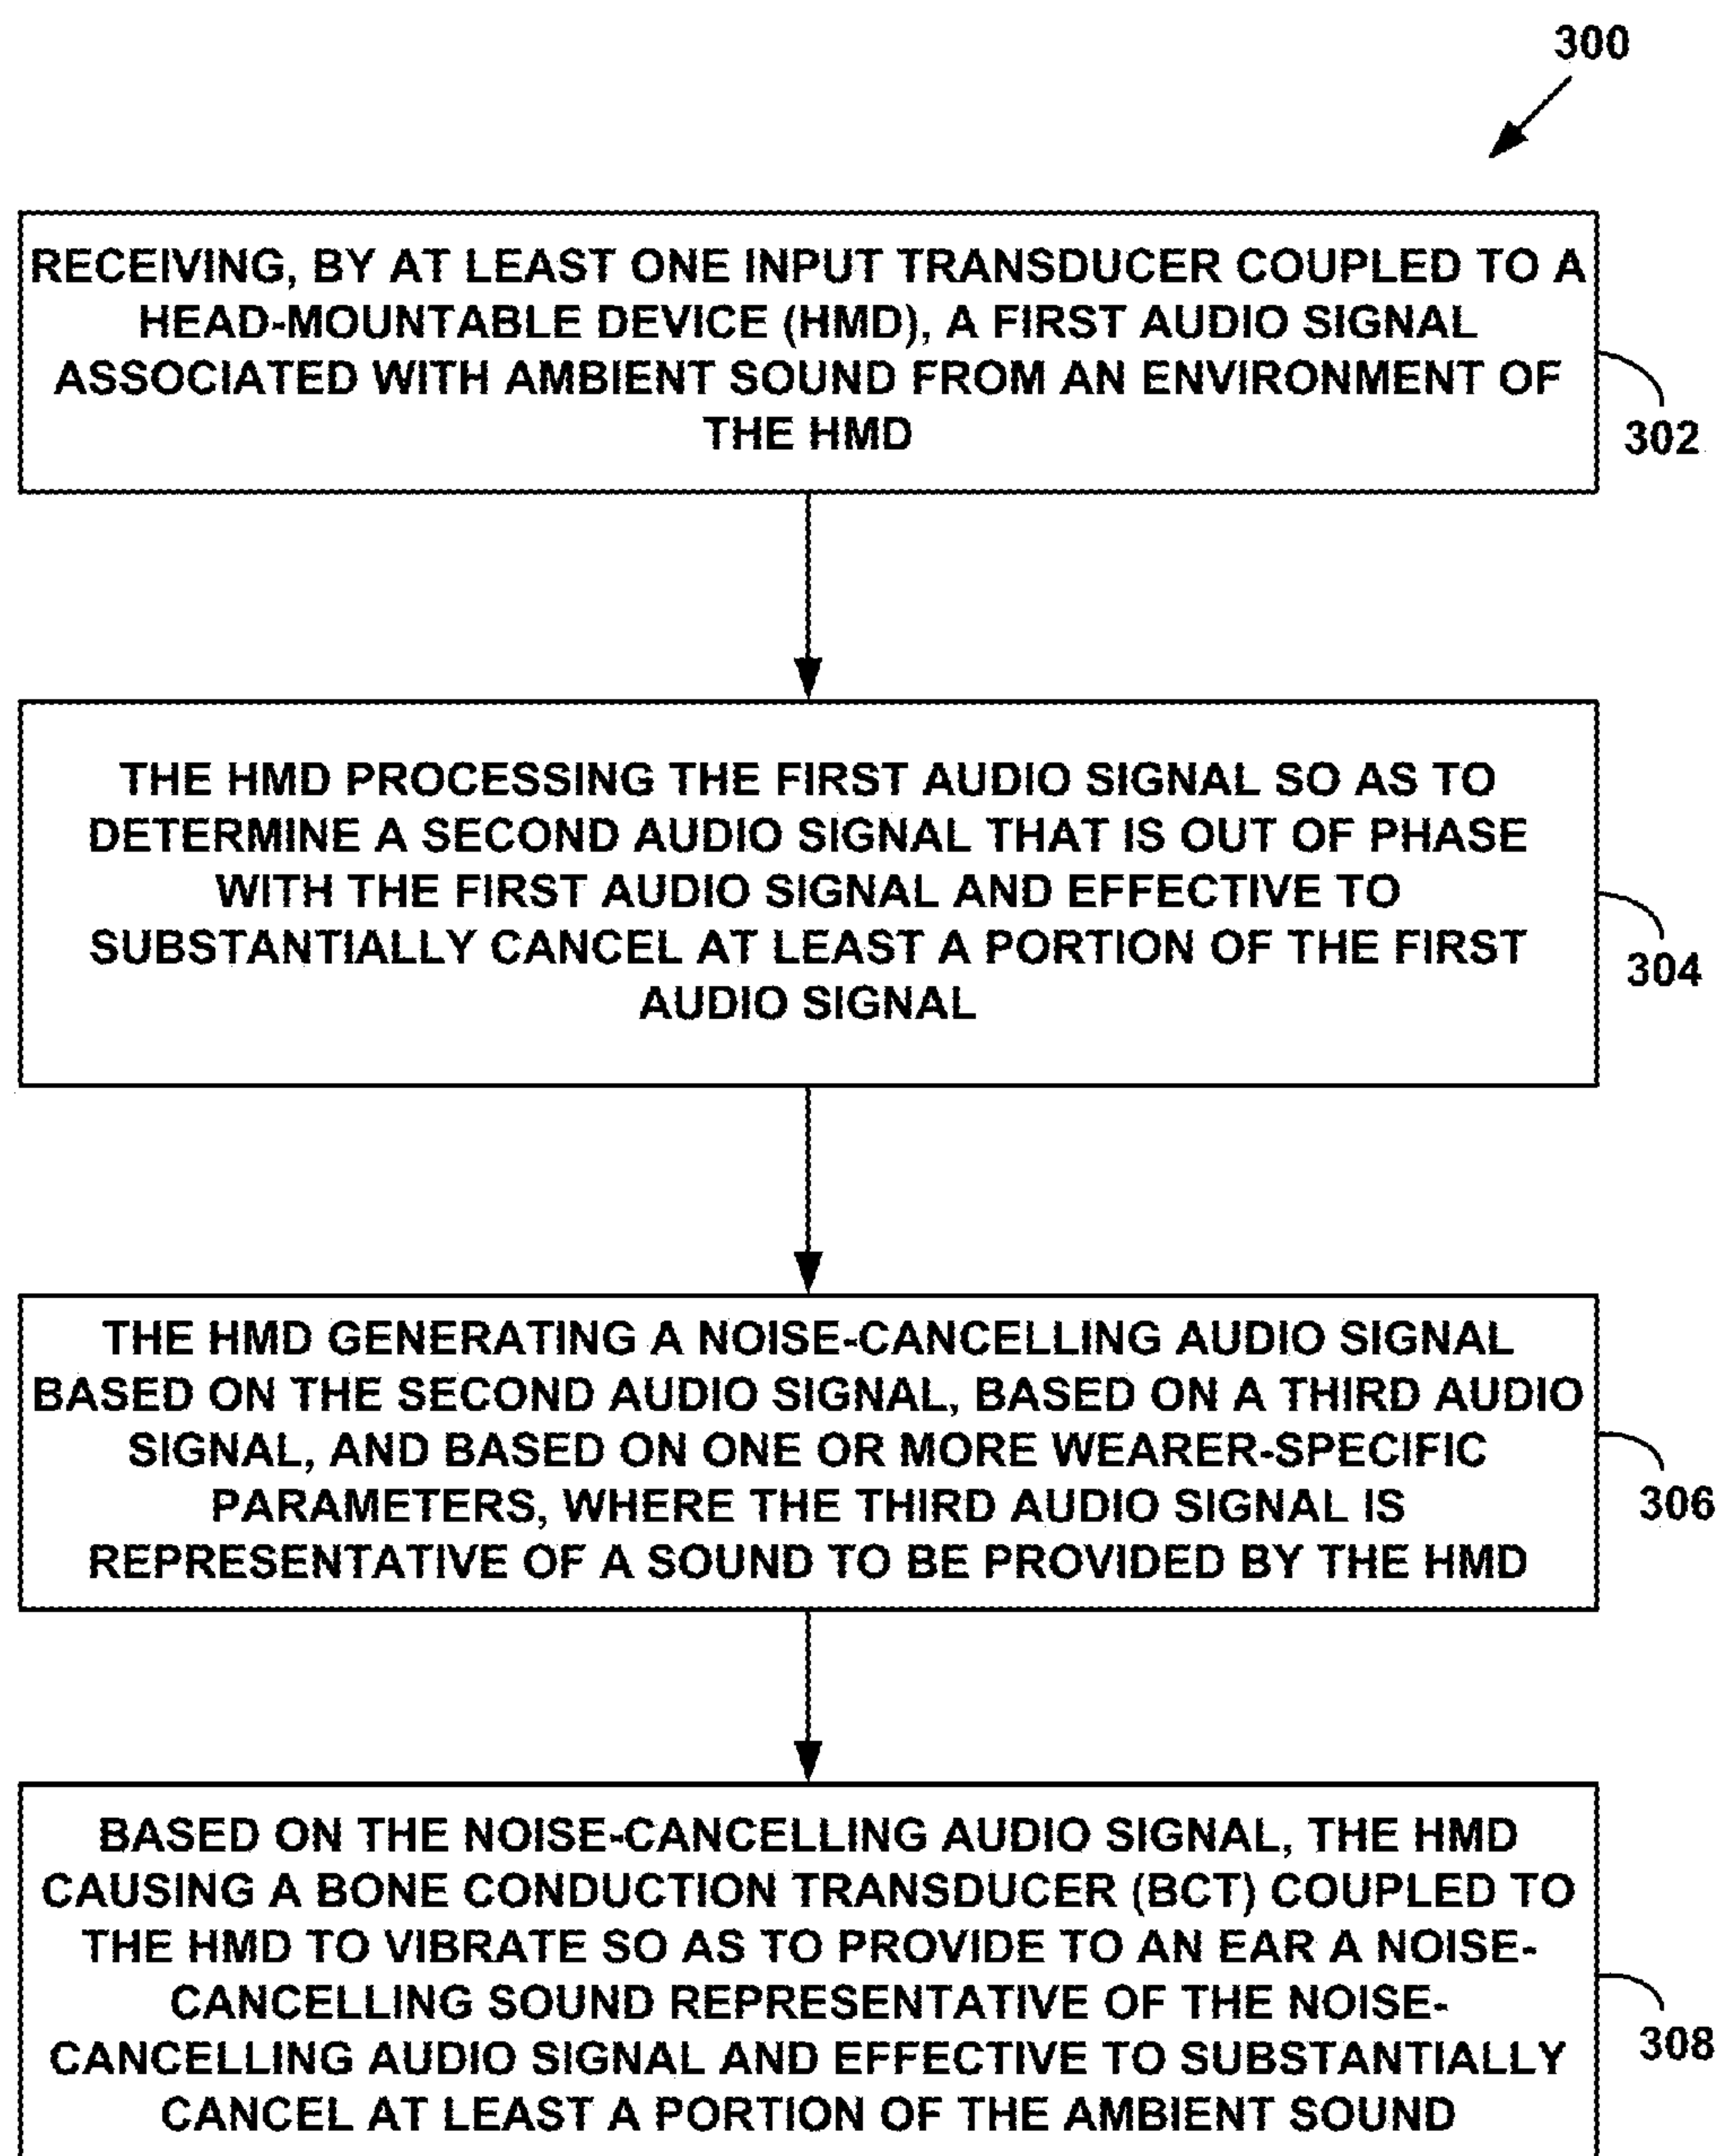 300
RECEIVING, BY AT LEAST ONE INPUT TRANSDUCER COUPLED TO A
HEAD-MOUNTABLE DEVICE (HMD), A FIRST AUDIO SIGNAL
ASSOCIATED WITH AMBIENT SOUND FROM AN ENVIRONMENT OF
THE HMD
302
THE HMD PROCESSING THE FIRST AUDIO SIGNAL SO AS TO
DETERMINE A SECOND AUDIO SIGNAL THAT IS OUT OF PHASE
WITH THE FIRST AUDIO SIGNAL AND EFFECTIVE TO
SUBSTANTIALLY CANCEL AT LEAST A PORTION OF THE FIRST
AUDIO SIGNAL
304
THE HMD GENERATING A NOISE-CANCELLING AUDIO SIGNAL
BASED ON THE SECOND AUDIO SIGNAL, BASED ON A THIRD AUDIO
SIGNAL, AND BASED ON ONE OR MORE WEARER-SPECIFIC
PARAMETERS, WHERE THE THIRD AUDIO SIGNAL IS
REPRESENTATIVE OF A SOUND TO BE PROVIDED BY THE HMD
306
BASED ON THE NOISE-CANCELLING AUDIO SIGNAL, THE HMD
CAUSING A BONE CONDUCTION TRANSDUCER (BCT) COUPLED TO
THE HMD TO VIBRATE SO AS TO PROVIDE TO AN EAR A NOISE-
CANCELLING SOUND REPRESENTATIVE OF THE NOISE-
CANCELLING AUDIO SIGNAL AND EFFECTIVE TO SUBSTANTIALLY
CANCEL AT LEAST A PORTION OF THE AMBIENT SOUND
308